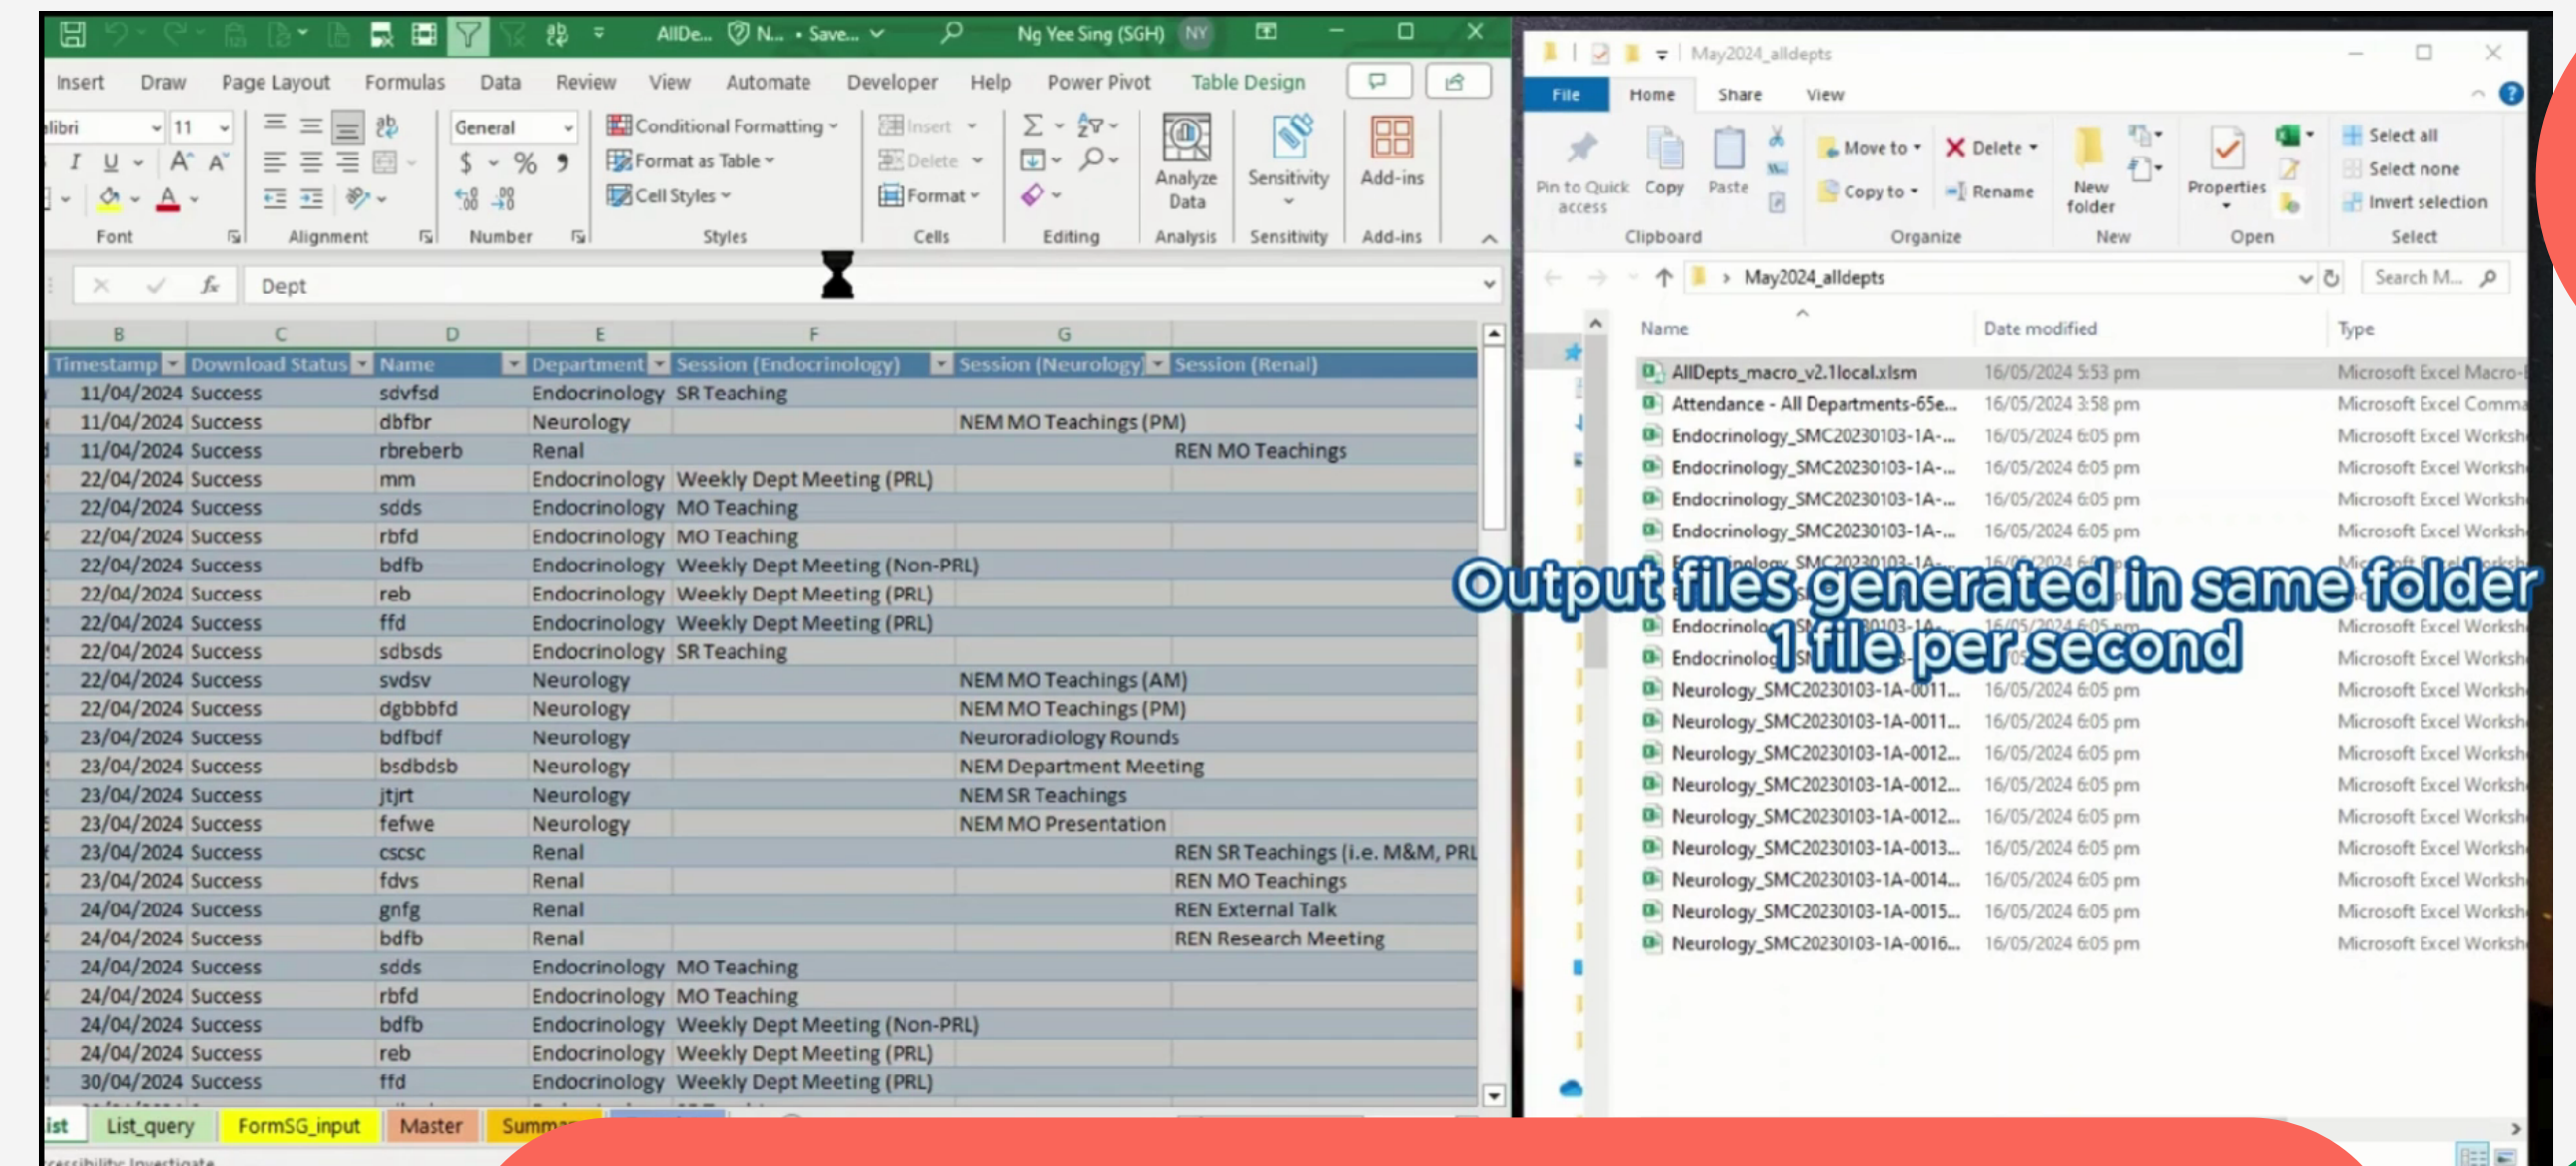 AllDe... N... • Save...
Ng Yee Sing (SGH) NY
Insert Draw Page Layout Formulas Data Review View Automate Developer Help Power Pivot Table Design
11
General
Conditional Formatting
Format as Table
Cell Styles
Insert
Delete
Format
Analyze Data
Sensitivity
Add-ins
Font Alignment Number Styles Cells Editing Analysis Sensitivity Add-ins
fx Dept
B C D E F G
Timestamp Download Status Name Department Session (Endocrinology) Session (Neurology) Session (Renal)
11/04/2024 Success sdvfsd Endocrinology SR Teaching
11/04/2024 Success dbfbr Neurology NEM MO Teachings (PM)
11/04/2024 Success rbreberb Renal REN MO Teachings
22/04/2024 Success mm Endocrinology Weekly Dept Meeting (PRL)
22/04/2024 Success sdds Endocrinology MO Teaching
22/04/2024 Success rbfd Endocrinology MO Teaching
22/04/2024 Success bdfb Endocrinology Weekly Dept Meeting (Non-PRL)
22/04/2024 Success reb Endocrinology Weekly Dept Meeting (PRL)
22/04/2024 Success ffd Endocrinology Weekly Dept Meeting (PRL)
22/04/2024 Success sdbsds Endocrinology SR Teaching
22/04/2024 Success svdsv Neurology NEM MO Teachings (AM)
22/04/2024 Success dgbbbfd Neurology NEM MO Teachings (PM)
23/04/2024 Success bdfbdf Neurology Neuroradiology Rounds
23/04/2024 Success bsdbdsb Neurology NEM Department Meeting
23/04/2024 Success jtjrt Neurology NEM SR Teachings
23/04/2024 Success fefwe Neurology NEM MO Presentation
23/04/2024 Success cscsc Renal REN SR Teachings (i.e. M&M, PRL
23/04/2024 Success fdvs Renal REN MO Teachings
24/04/2024 Success gnfg Renal REN External Talk
24/04/2024 Success bdfb Renal REN Research Meeting
24/04/2024 Success sdds Endocrinology MO Teaching
24/04/2024 Success rbfd Endocrinology MO Teaching
24/04/2024 Success bdfb Endocrinology Weekly Dept Meeting (Non-PRL)
24/04/2024 Success reb Endocrinology Weekly Dept Meeting (PRL)
30/04/2024 Success ffd Endocrinology Weekly Dept Meeting (PRL)
List_query FormSG_input Master
May2024_alldepts
File Home Share View
Pin to Quick access
Copy
Paste
Move to
Copy to
Delete
Rename
New folder
Properties
Select all
Select none
Invert selection
Clipboard Organize New Open Select
May2024_alldepts
Search M...
Name Date modified Type
AllDepts_macro_v2.1local.xlsm 16/05/2024 5:53 pm Microsoft Excel Macro-
Attendance - All Departments-65e... 16/05/2024 3:58 pm Microsoft Excel Comma
Endocrinology_SMC20230103-1A-... 16/05/2024 6:05 pm Microsoft Excel Worksh
Endocrinology_SMC20230103-1A-... 16/05/2024 6:05 pm Microsoft Excel Worksh
Endocrinology_SMC20230103-1A-... 16/05/2024 6:05 pm Microsoft Excel Worksh
Endocrinology_SMC20230103-1A-... 16/05/2024 6:05 pm Microsoft Excel Worksh
Output files generated in same folder
1 file per second
Neurology_SMC20230103-1A-0011... 16/05/2024 6:05 pm Microsoft Excel Worksh
Neurology_SMC20230103-1A-0011... 16/05/2024 6:05 pm Microsoft Excel Worksh
Neurology_SMC20230103-1A-0012... 16/05/2024 6:05 pm Microsoft Excel Worksh
Neurology_SMC20230103-1A-0012... 16/05/2024 6:05 pm Microsoft Excel Worksh
Neurology_SMC20230103-1A-0012... 16/05/2024 6:05 pm Microsoft Excel Worksh
Neurology_SMC20230103-1A-0013... 16/05/2024 6:05 pm Microsoft Excel Worksh
Neurology_SMC20230103-1A-0014... 16/05/2024 6:05 pm Microsoft Excel Worksh
Neurology_SMC20230103-1A-0015... 16/05/2024 6:05 pm Microsoft Excel Worksh
Neurology_SMC20230103-1A-0016... 16/05/2024 6:05 pm Microsoft Excel Worksh